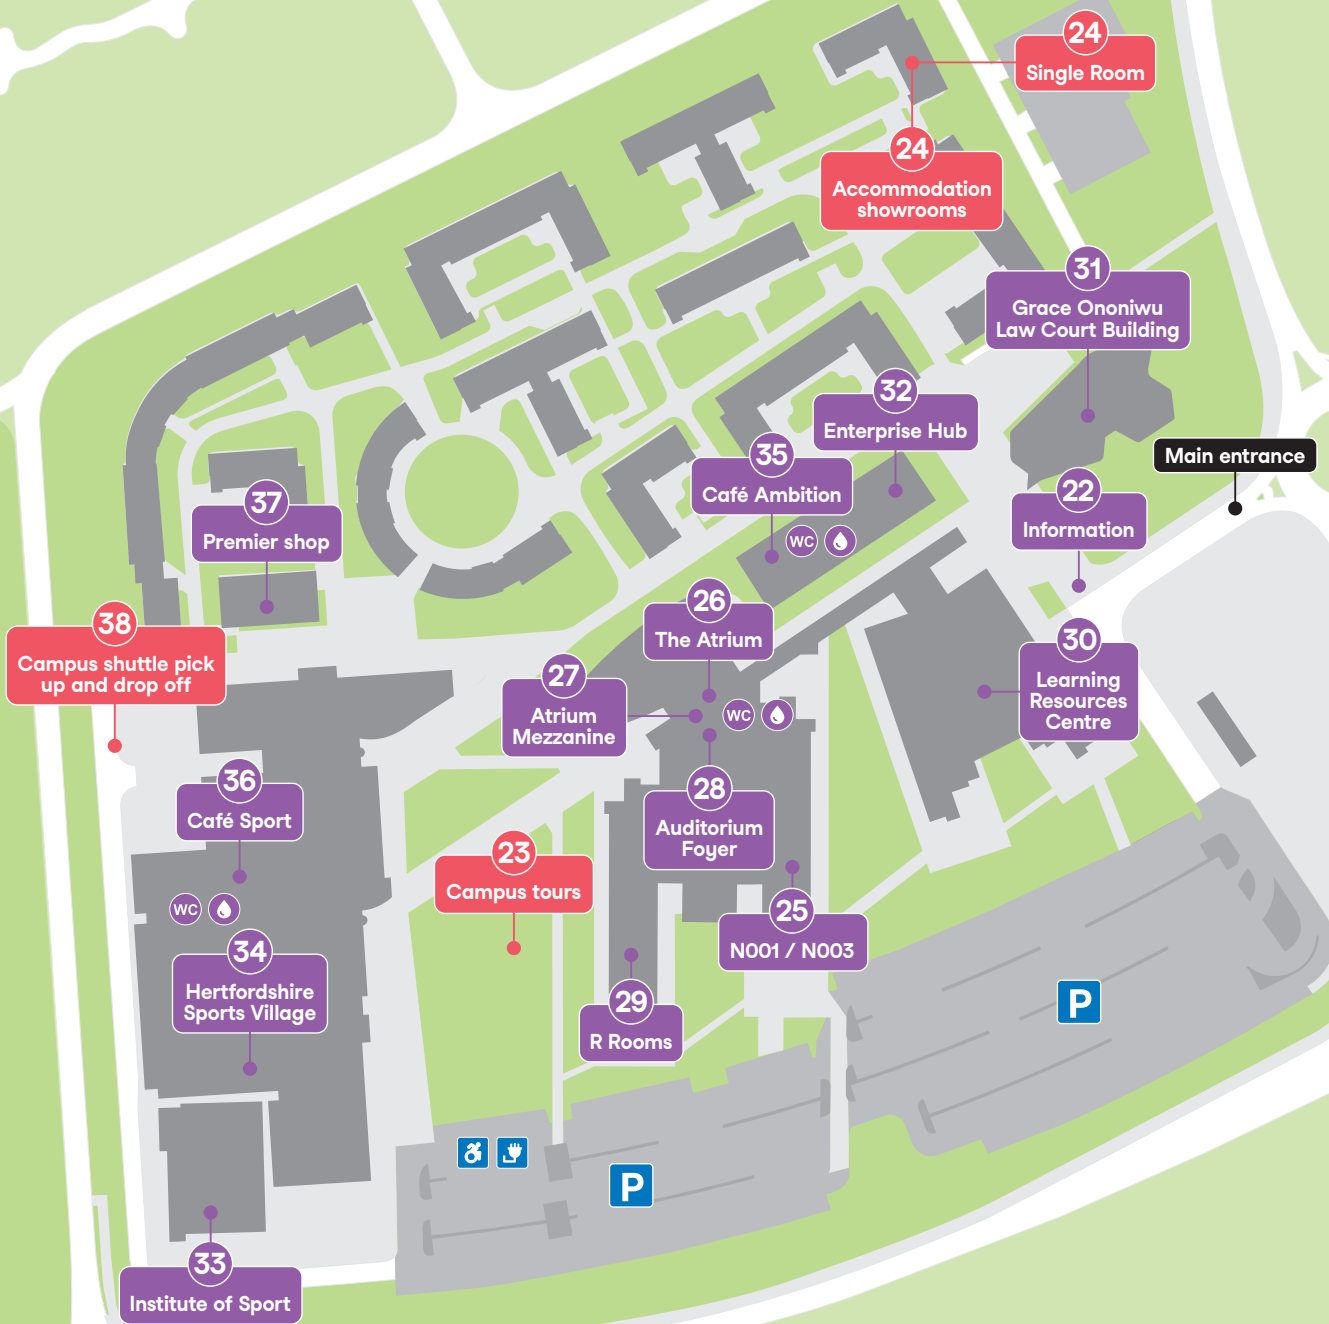 24
Single Room
24
Accommodation
showrooms
31
Grace Ononiwu
Law Court Building
32
Enterprise Hub
35
Café Ambition
WC
Main entrance
22
Information
37
Premier shop
38
Campus shuttle pick
up and drop off
26
The Atrium
27
Atrium
Mezzanine
WC
30
Learning
Resources
Centre
36
Café Sport
WC
28
Auditorium
Foyer
23
Campus tours
25
N001 / N003
34
Hertfordshire
Sports Village
29
R Rooms
P
P
33
Institute of Sport